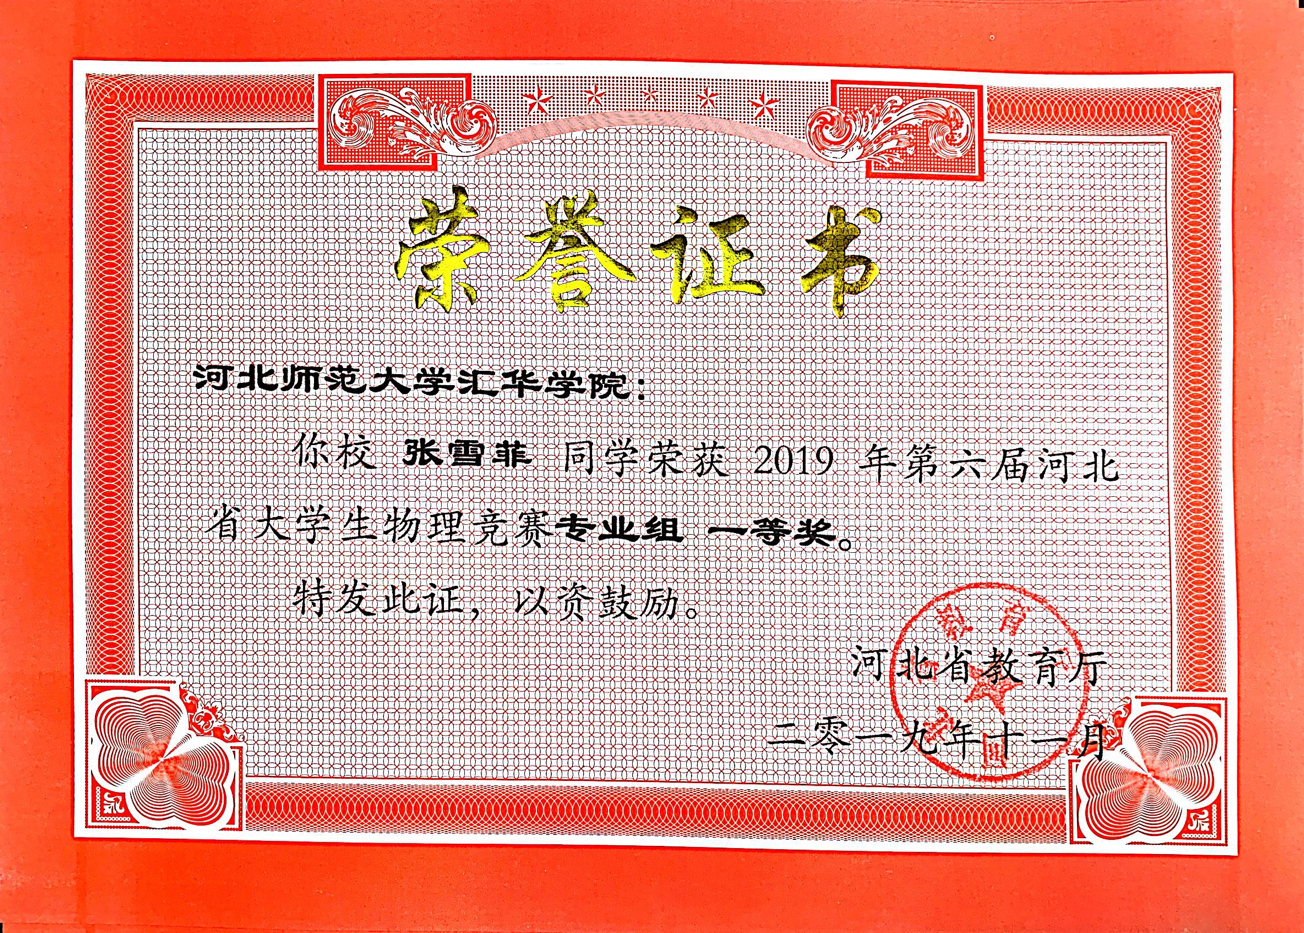 荣誉证书
河北师范大学汇华学院：
你校 张雪菲 同学荣获 2019 年第六届河北
省大学生物理竞赛专业组 一等奖。
特发此证，以资鼓励。
河北省教育厅
二零一九年十一月